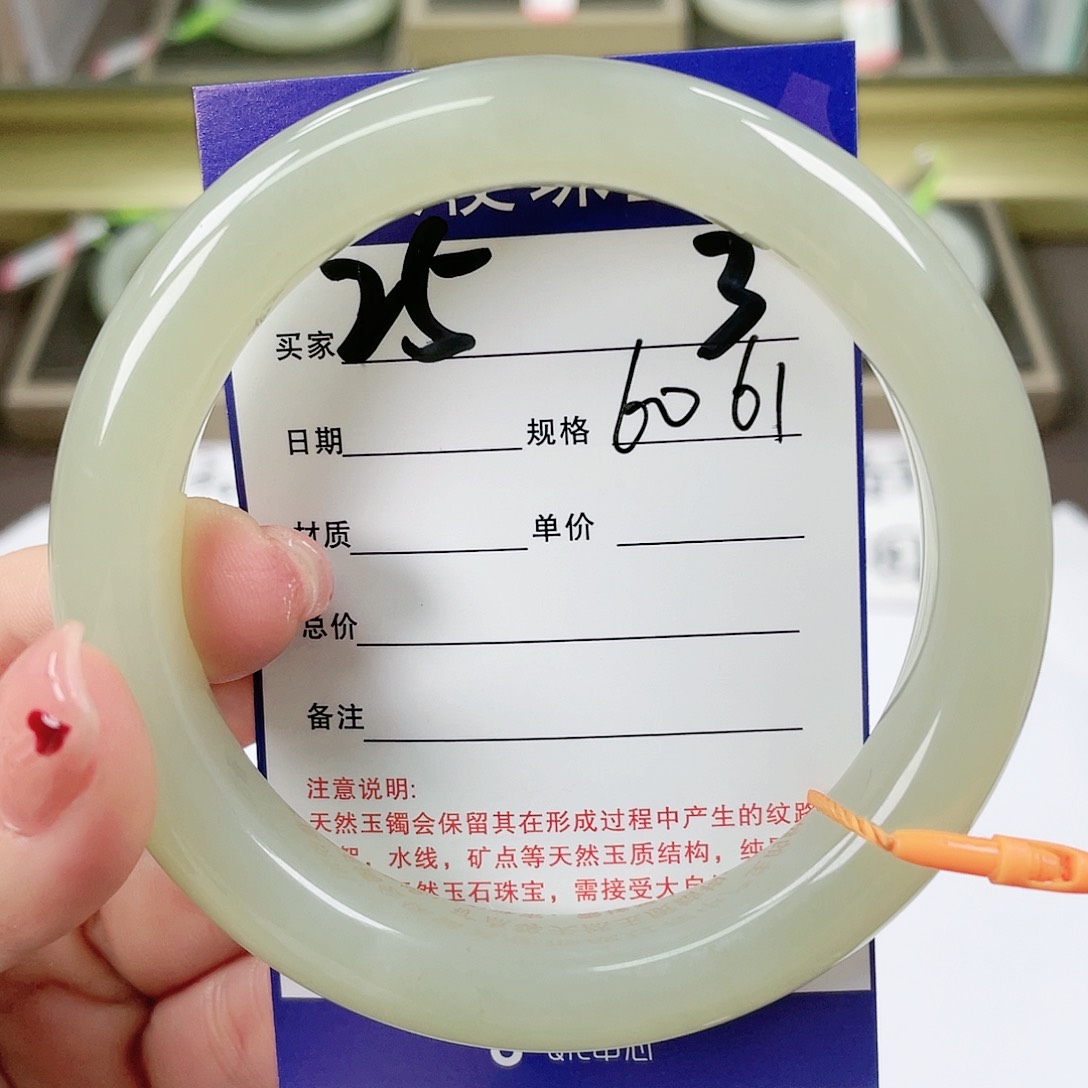 25 3
买家
日期 规格 60 61
材质 单价
总价
备注
注意说明:
天然玉镯会保留其在形成过程中产生的纹路
，水线，矿点等天然玉质结构，纯
然玉石珠宝，需接受大自